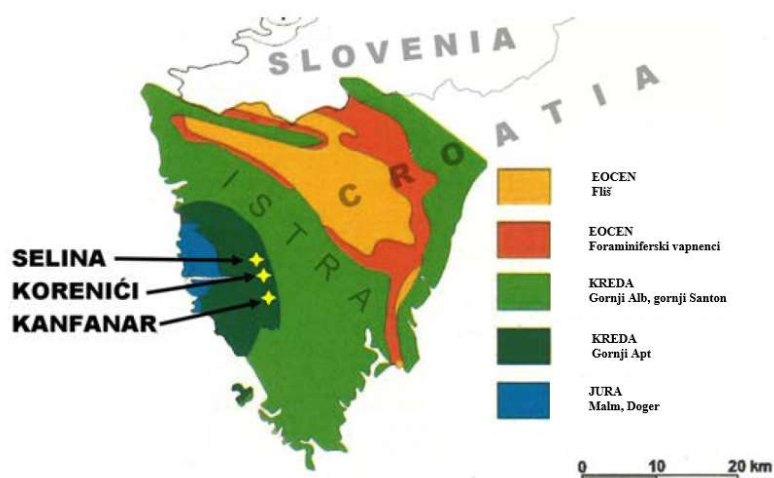 SLOVENIA
CROATIA
ISTRA
SELINA
KORENIĆI
KANFANAR
EOCEN
Fliš
EOCEN
Foraminiferski vapnenci
KREDA
Gornji Alb, gornji Santon
KREDA
Gornji Apt
JURA
Malm, Doger
0 10 20 km